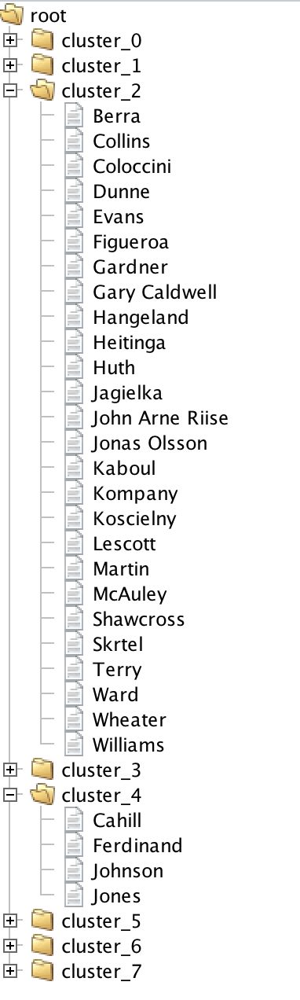 root
cluster_0
cluster_1
cluster_2
Berra
Collins
Coloccini
Dunne
Evans
Figueroa
Gardner
Gary Caldwell
Hangeland
Heitinga
Huth
Jagielka
John Arne Riise
Jonas Olsson
Kaboul
Kompany
Koscielny
Lescott
Martin
McAuley
Shawcross
Skrtel
Terry
Ward
Wheater
Williams
cluster_3
cluster_4
Cahill
Ferdinand
Johnson
Jones
cluster_5
cluster_6
cluster_7